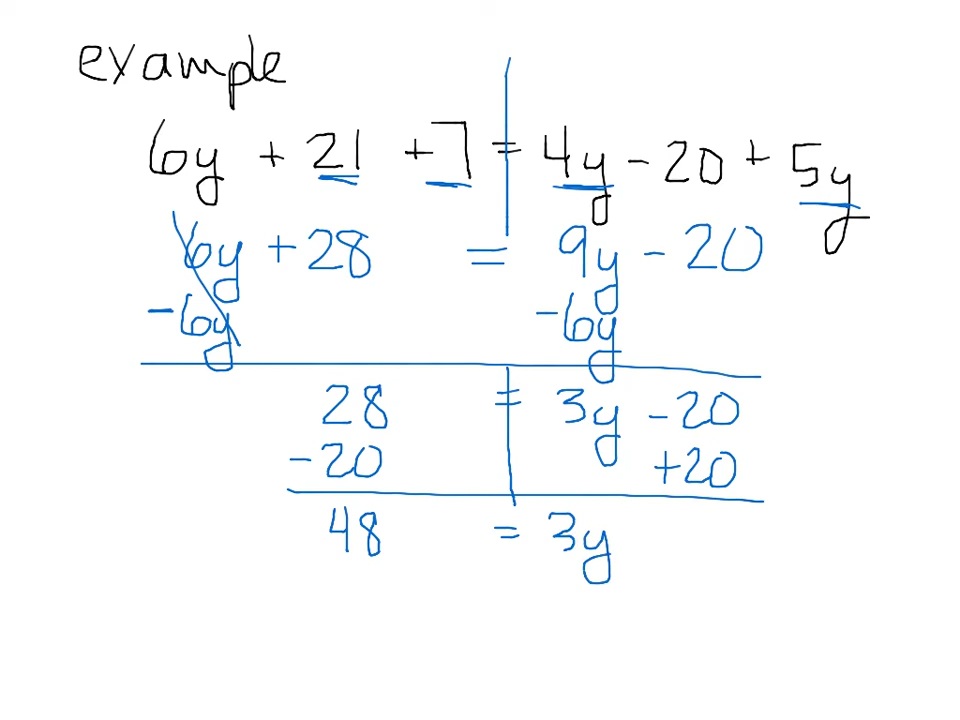 example
6y + 21 + 7 = 4y - 20 + 5y
6y + 28 = 9y - 20
- 6y - 6y
28 = 3y - 20
- 20 + 20
48 = 3y